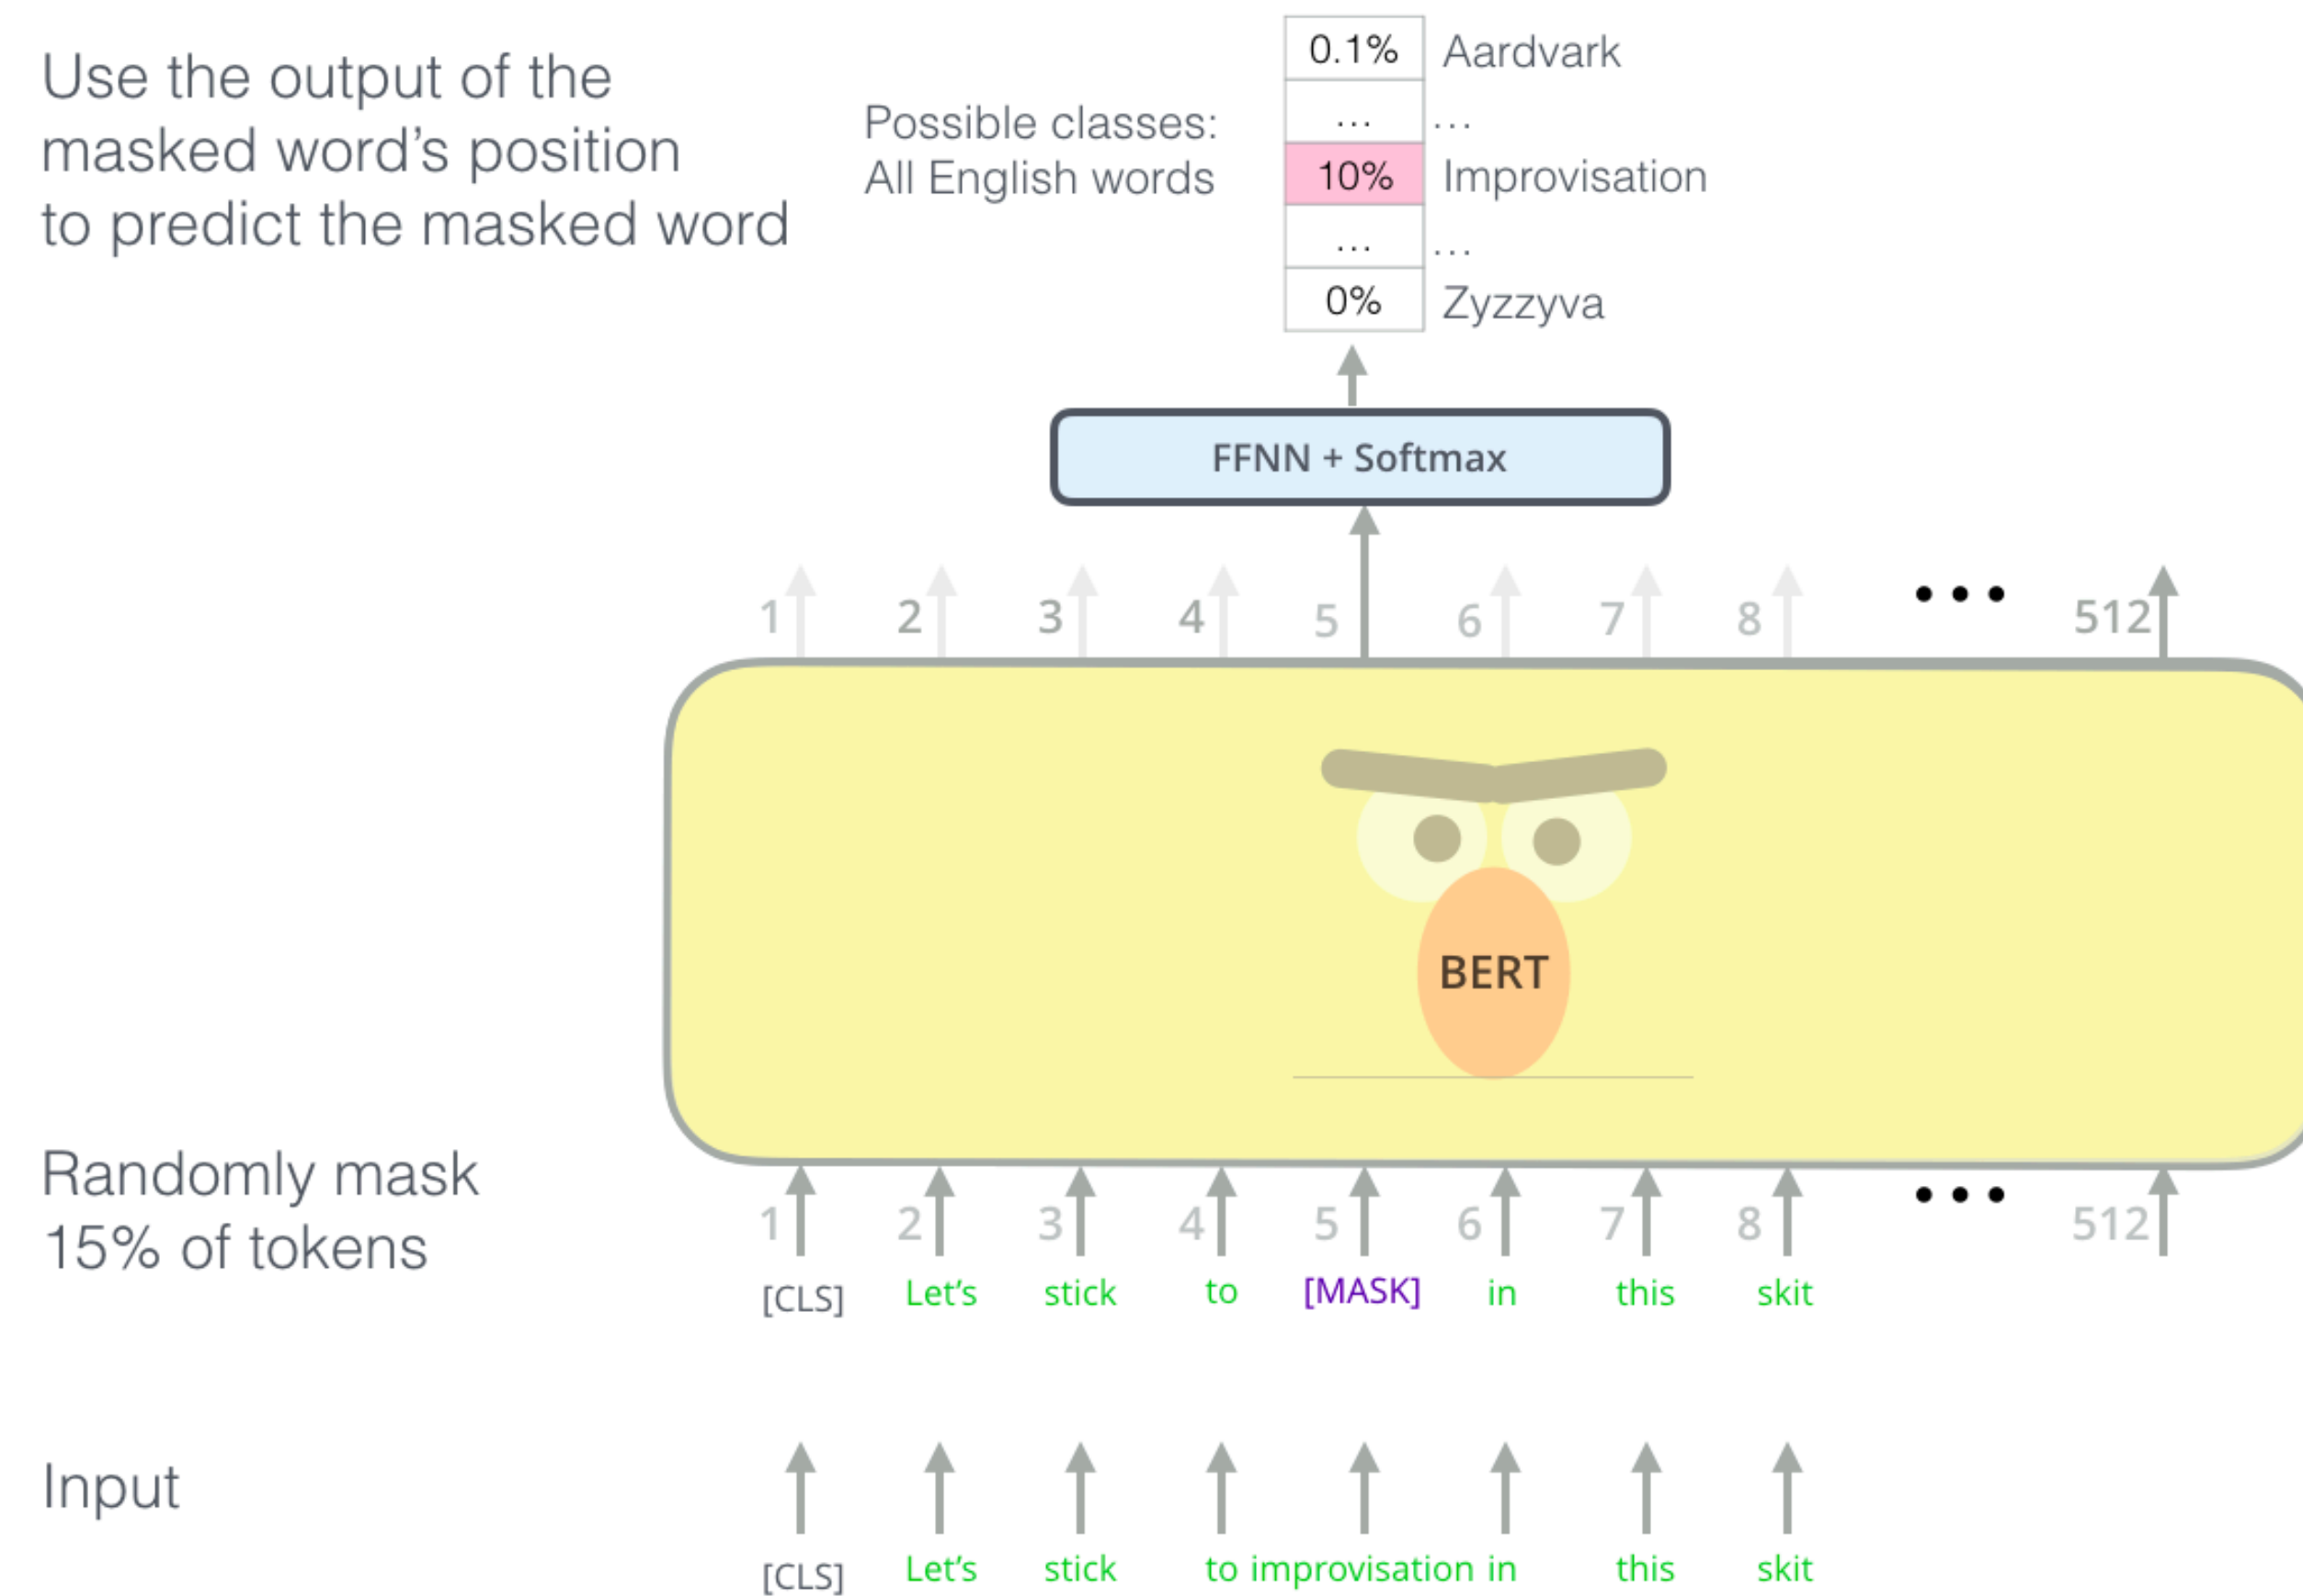 Use the output of the
masked word’s position
to predict the masked word
Possible classes:
All English words
0.1% Aardvark
... ...
10% Improvisation
... ...
0% Zyzzyva
FFNN + Softmax
1 2 3 4 5 6 7 8 ... 512
BERT
Randomly mask
15% of tokens
1 2 3 4 5 6 7 8 ... 512
[CLS] Let’s stick to [MASK] in this skit
Input
[CLS] Let’s stick to improvisation in this skit